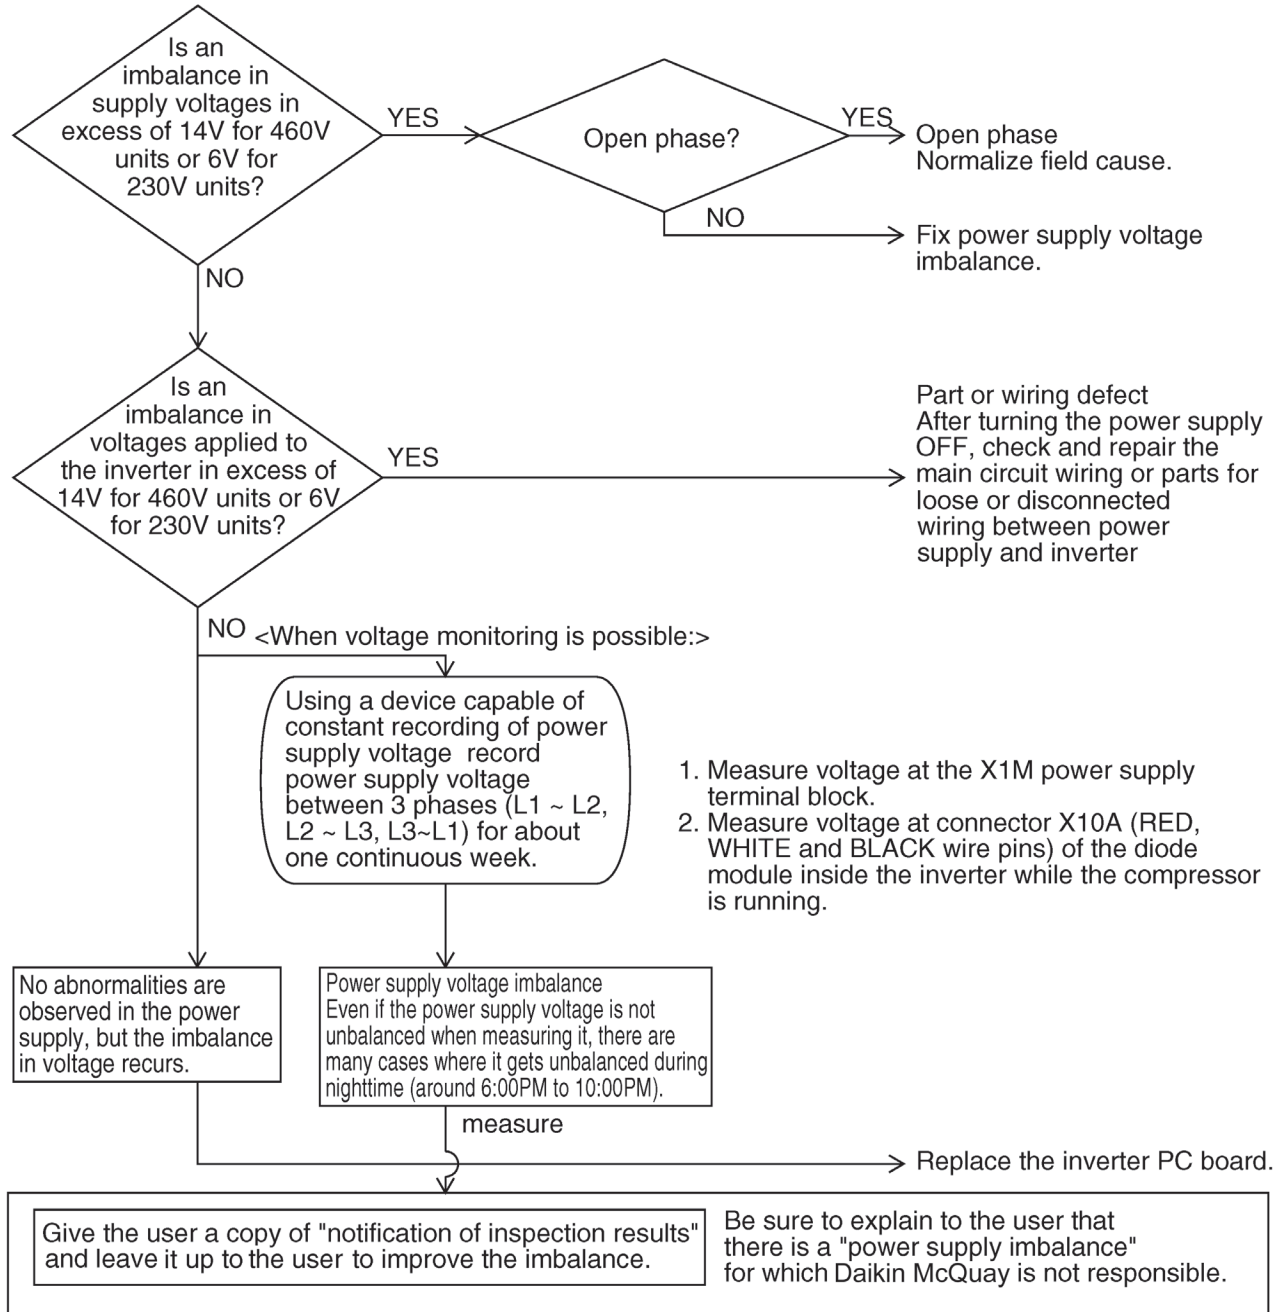 Is an
imbalance in
supply voltages in
excess of 14V for 460V
units or 6V for
230V units?
YES
Open phase?
YES
Open phase
Normalize field cause.
NO
Fix power supply voltage
imbalance.
NO
Is an
imbalance in
voltages applied to
the inverter in excess of
14V for 460V units or 6V
for 230V units?
YES
Part or wiring defect
After turning the power supply
OFF, check and repair the
main circuit wiring or parts for
loose or disconnected
wiring between power
supply and inverter
NO
<When voltage monitoring is possible:>
Using a device capable of
constant recording of power
supply voltage record
power supply voltage
between 3 phases (L1 ~ L2,
L2 ~ L3, L3~L1) for about
one continuous week.
1. Measure voltage at the X1M power supply
terminal block.
2. Measure voltage at connector X10A (RED,
WHITE and BLACK wire pins) of the diode
module inside the inverter while the compressor
is running.
No abnormalities are
observed in the power
supply, but the imbalance
in voltage recurs.
Power supply voltage imbalance
Even if the power supply voltage is not
unbalanced when measuring it, there are
many cases where it gets unbalanced during
nighttime (around 6:00PM to 10:00PM).
measure
Replace the inverter PC board.
Give the user a copy of "notification of inspection results"
and leave it up to the user to improve the imbalance.
Be sure to explain to the user that
there is a "power supply imbalance"
for which Daikin McQuay is not responsible.